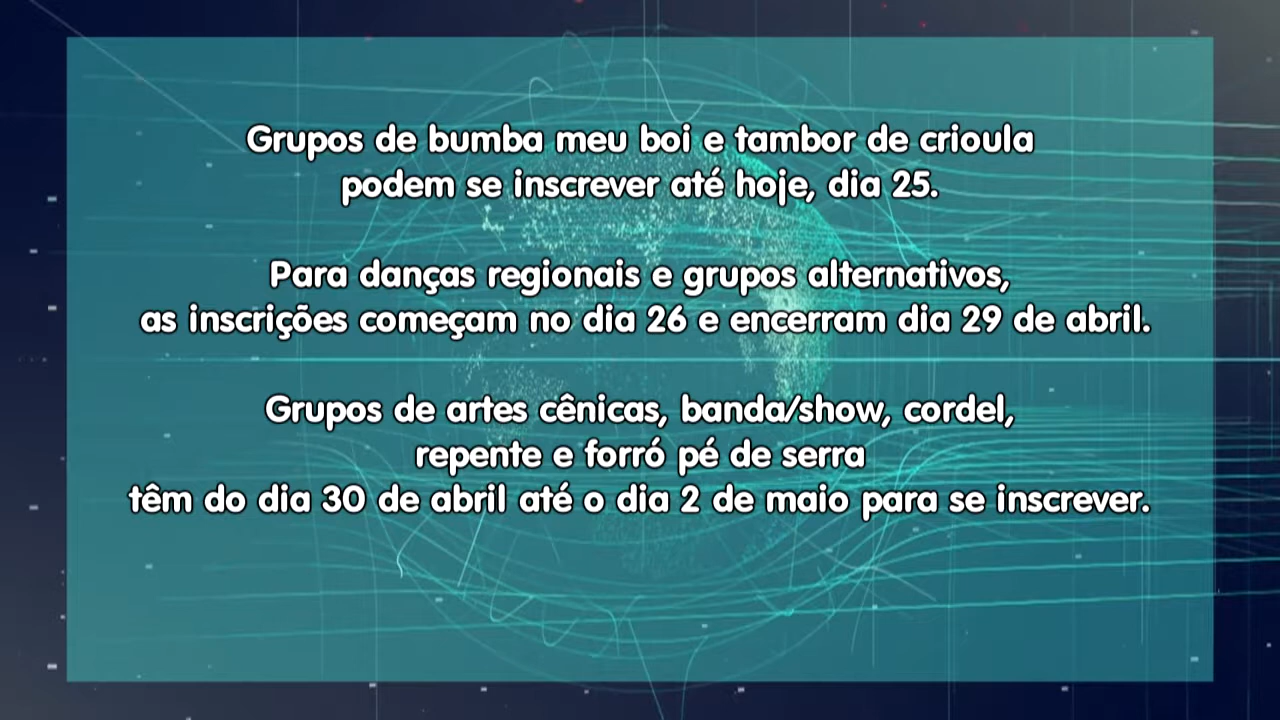 Grupos de bumba meu boi e tambor de crioula
podem se inscrever até hoje, dia 25.
Para danças regionais e grupos alternativos,
as inscrições começam no dia 26 e encerram dia 29 de abril.
Grupos de artes cênicas, banda/show, cordel,
repente e forró pé de serra
têm do dia 30 de abril até o dia 2 de maio para se inscrever.